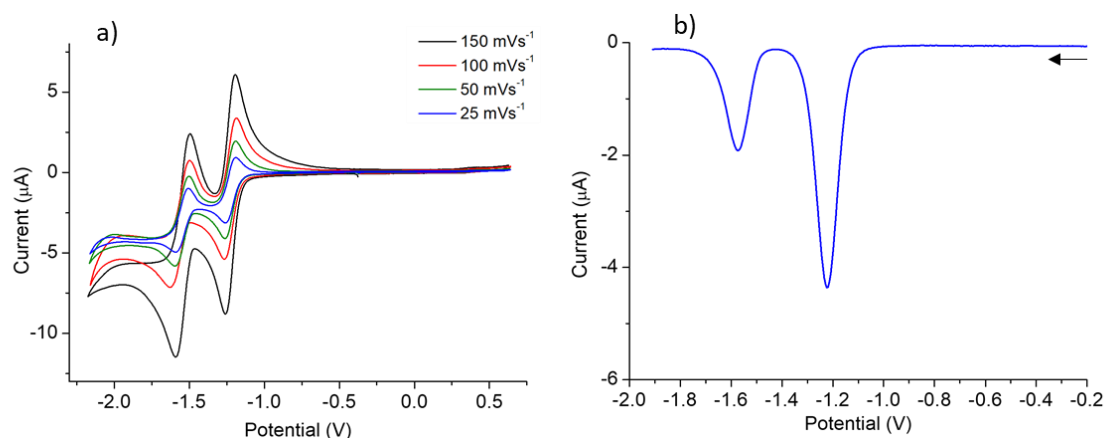 a)
150 mVs⁻¹
100 mVs⁻¹
50 mVs⁻¹
25 mVs⁻¹
5
0
-5
-10
Current (µA)
-2.0 -1.5 -1.0 -0.5 0.0 0.5
Potential (V)
b)
0
-2
-4
-6
Current (µA)
-2.0 -1.8 -1.6 -1.4 -1.2 -1.0 -0.8 -0.6 -0.4 -0.2
Potential (V)